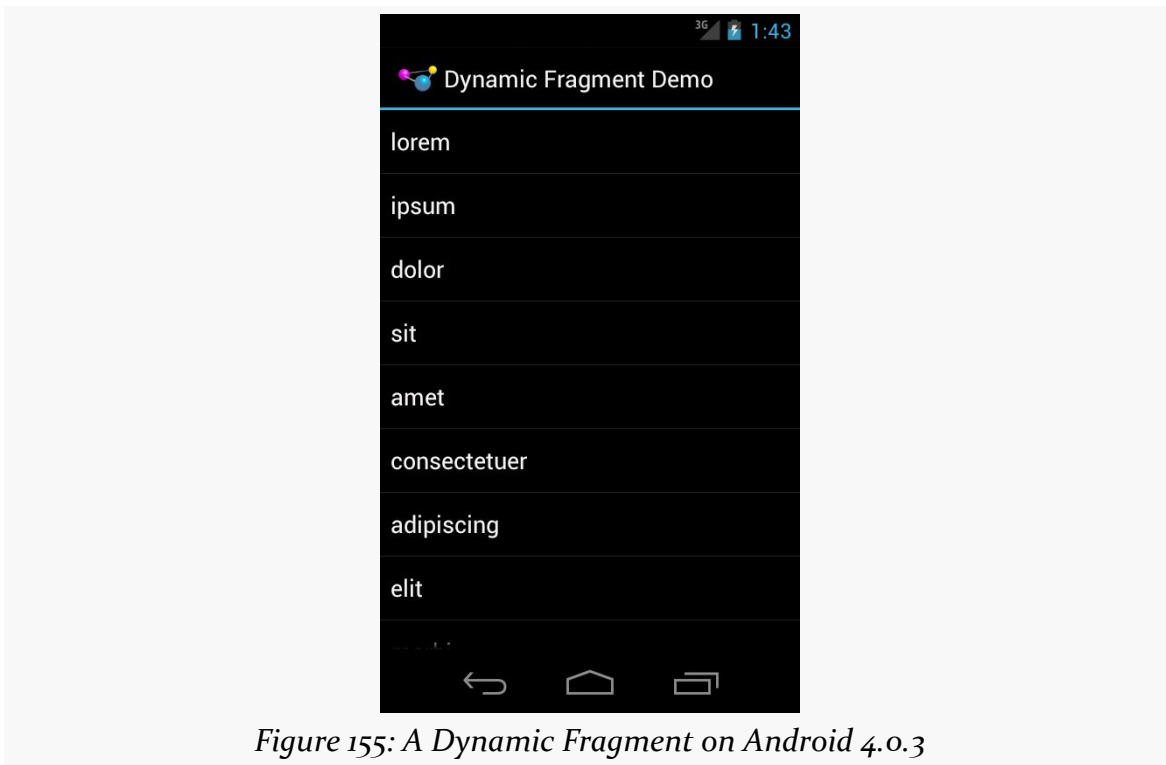 3G 1:43
Dynamic Fragment Demo
lorem
ipsum
dolor
sit
amet
consectetuer
adipiscing
elit
Figure 155: A Dynamic Fragment on Android 4.0.3